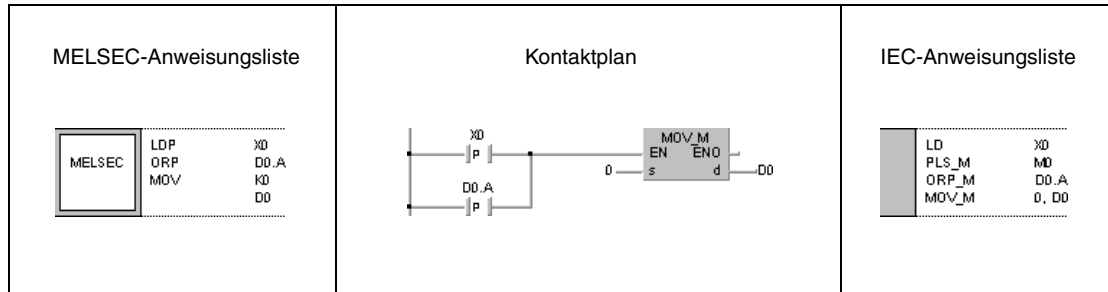 MELSEC-Anweisungsliste
MELSEC
LDP X0
ORP D0.A
MOV K0
D0
Kontaktplan
X0
P
D0.A
P
MOV_M
EN ENO
0 s d D0
IEC-Anweisungsliste
LD X0
PLS_M M0
ORP_M D0.A
MOV_M 0, D0